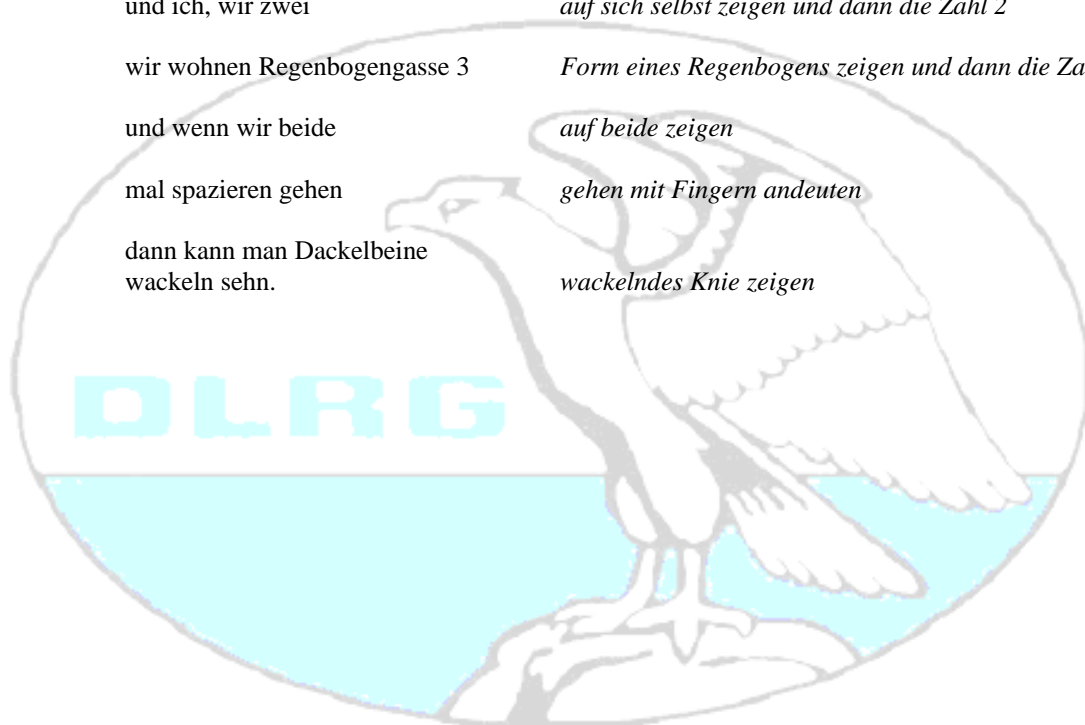 und ich, wir zwei auf sich selbst zeigen und dann die Zahl 2
wir wohnen Regenbogengasse 3 Form eines Regenbogens zeigen und dann die
und wenn wir beide auf beide zeigen
mal spazieren gehen gehen mit Fingern andeuten
dann kann man Dackelbeine
wackeln sehn. wackelndes Knie zeigen
DLRG